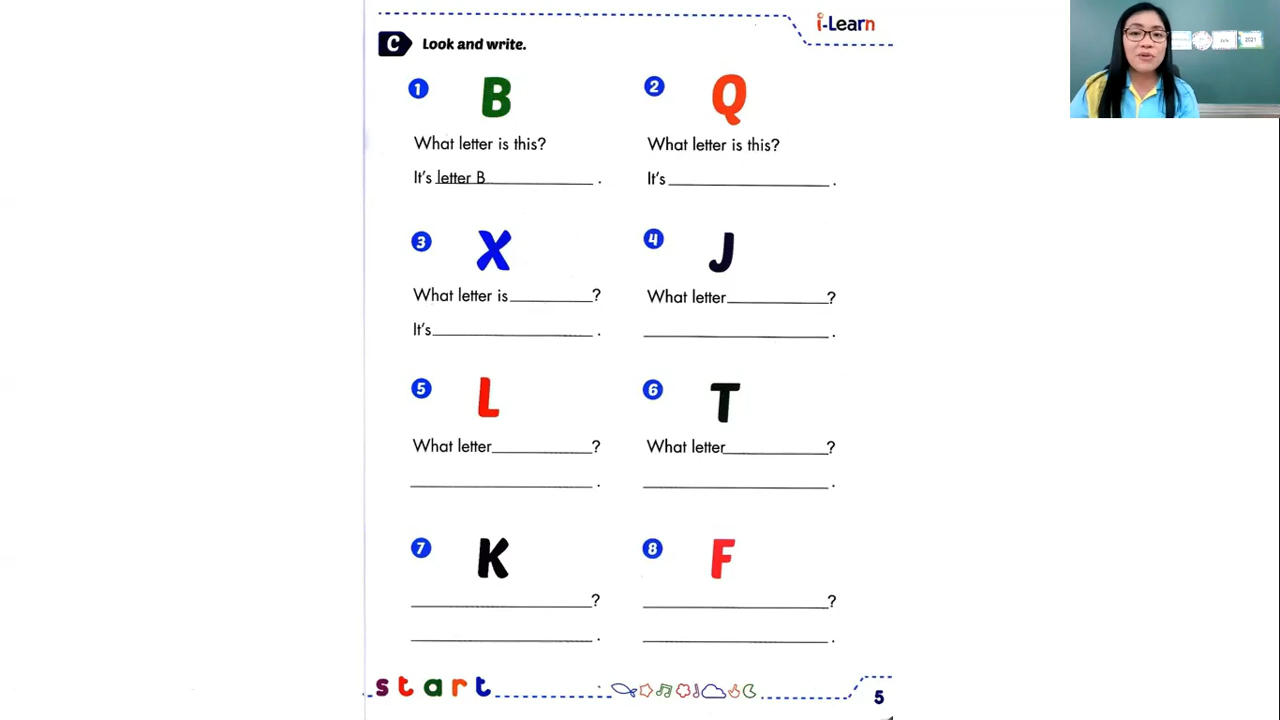 i-Learn
C Look and write.
1 B
What letter is this?
It's letter B .
2 Q
What letter is this?
It's .
3 X
What letter is ?
It's .
4 J
What letter ?
.
5 L
What letter ?
.
6 T
What letter ?
.
7 K
?
.
8 F
?
.
start
5
2021